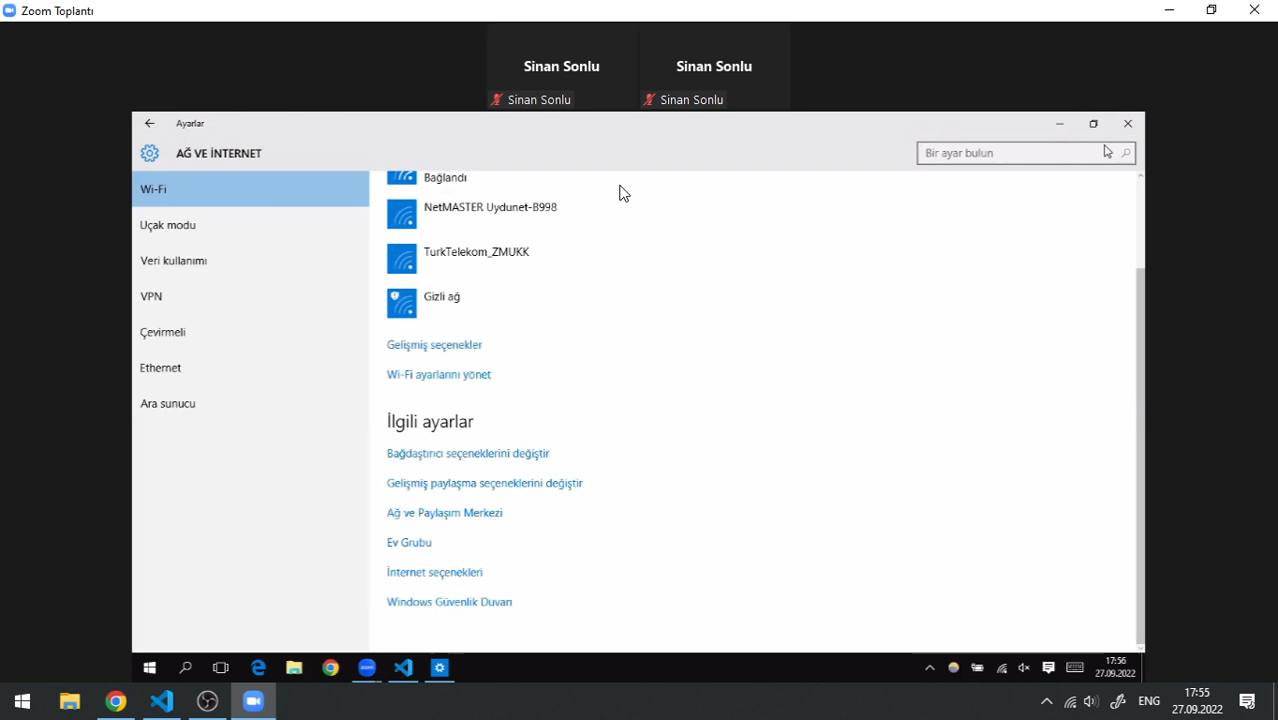 Zoom Toplantı
Sinan Sonlu
Sinan Sonlu
Sinan Sonlu
Sinan Sonlu
Ayarlar
AĞ VE İNTERNET
Bir ayar bulun
Wi-Fi
Uçak modu
Veri kullanımı
VPN
Çevirmeli
Ethernet
Ara sunucu
Bağlandı
NetMASTER Uydunet-B998
TurkTelekom_ZMUKK
Gizli ağ
Gelişmiş seçenekler
Wi-Fi ayarlarını yönet
İlgili ayarlar
Bağdaştırıcı seçeneklerini değiştir
Gelişmiş paylaşma seçeneklerini değiştir
Ağ ve Paylaşım Merkezi
Ev Grubu
İnternet seçenekleri
Windows Güvenlik Duvarı
zoom
17:56
27.09.2022
ENG
17:55
27.09.2022